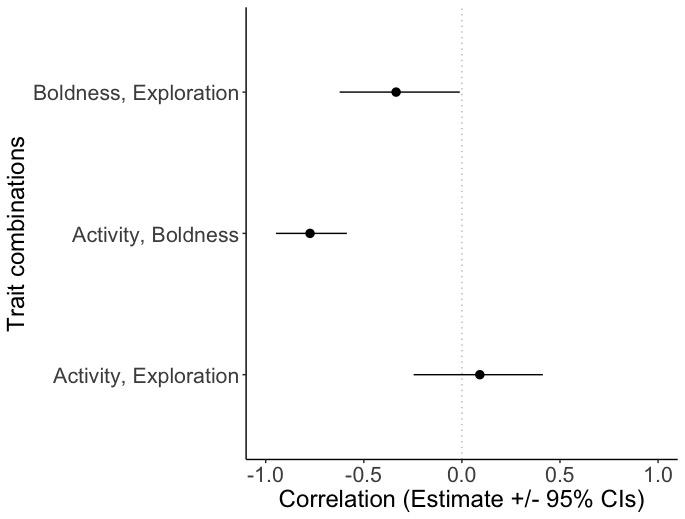 Boldness, Exploration
Activity, Boldness
Activity, Exploration
Trait combinations
-1.0 -0.5 0.0 0.5 1.0
Correlation (Estimate +/- 95% CIs)